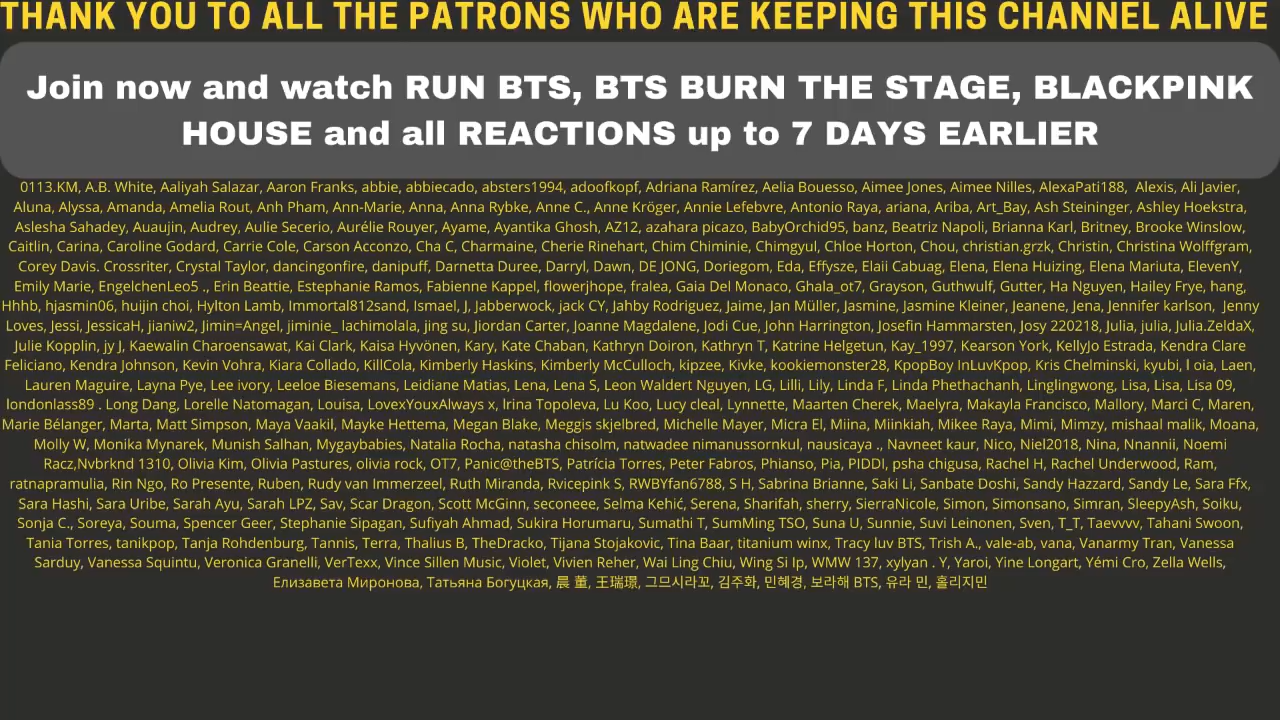 THANK YOU TO ALL THE PATRONS WHO ARE KEEPING THIS CHANNEL ALIVE
Join now and watch RUN BTS, BTS BURN THE STAGE, BLACKPINK
HOUSE and all REACTIONS up to 7 DAYS EARLIER
0113.KM, A.B. White, Aaliyah Salazar, Aaron Franks, abbie, abbiecado, absters1994, adoofkopf, Adriana Ramírez, Aelia Bouesso, Aimee Jones, Aimee Nilles, AlexaPati188, Alexis, Ali Javier,
Aluna, Alyssa, Amanda, Amelia Rout, Anh Pham, Ann-Marie, Anna, Anna Rybke, Anne C., Anne Kröger, Annie Lefebvre, Antonio Raya, ariana, Ariba, Art_Bay, Ash Steininger, Ashley Hoekstra,
Aslesha Sahadey, Auaujin, Audrey, Aulie Secerio, Aurélie Rouyer, Ayame, Ayantika Ghosh, AZ12, azahara picazo, BabyOrchid95, banz, Beatriz Napoli, Brianna Karl, Britney, Brooke Winslow,
Caitlin, Carina, Caroline Godard, Carrie Cole, Carson Acconzo, Cha C, Charmaine, Cherie Rinehart, Chim Chiminie, Chimgyul, Chloe Horton, Chou, christian.grzk, Christin, Christina Wolffgram,
Corey Davis. Crossriter, Crystal Taylor, dancingonfire, danipuff, Darnetta Duree, Darryl, Dawn, DE JONG, Doriegom, Eda, Effysze, Elaii Cabuag, Elena, Elena Huizing, Elena Mariuta, ElevenY,
Emily Marie, EngelchenLeo5 ., Erin Beattie, Estephanie Ramos, Fabienne Kappel, flowerjhope, fralea, Gaia Del Monaco, Ghala_ot7, Grayson, Guthwulf, Gutter, Ha Nguyen, Hailey Frye, hang,
Hhhb, hjasmin06, huijin choi, Hylton Lamb, Immortal812sand, Ismael, J, Jabberwock, jack CY, Jahby Rodriguez, Jaime, Jan Müller, Jasmine, Jasmine Kleiner, Jeanene, Jena, Jennifer karlson, Jenny
Loves, Jessi, JessicaH, jianiw2, Jimin=Angel, jiminie_ lachimolala, jing su, Jiordan Carter, Joanne Magdalene, Jodi Cue, John Harrington, Josefin Hammarsten, Josy 220218, Julia, julia, Julia.ZeldaX,
Julie Kopplin, jy J, Kaewalin Charoensawat, Kai Clark, Kaisa Hyvönen, Kary, Kate Chaban, Kathryn Doiron, Kathryn T, Katrine Helgetun, Kay_1997, Kearson York, KellyJo Estrada, Kendra Clare
Feliciano, Kendra Johnson, Kevin Vohra, Kiara Collado, KillCola, Kimberly Haskins, Kimberly McCulloch, kipzee, Kivke, kookiemonster28, KpopBoy InLuvKpop, Kris Chelminski, kyubi, l oia, Laen,
Lauren Maguire, Layna Pye, Lee ivory, Leeloe Biesemans, Leidiane Matias, Lena, Lena S, Leon Waldert Nguyen, LG, Lilli, Lily, Linda F, Linda Phethachanh, Linglingwong, Lisa, Lisa, Lisa 09,
londonlass89 . Long Dang, Lorelle Natomagan, Louisa, LovexYouxAlways x, lrina Topoleva, Lu Koo, Lucy cleal, Lynnette, Maarten Cherek, Maelyra, Makayla Francisco, Mallory, Marci C, Maren,
Marie Bélanger, Marta, Matt Simpson, Maya Vaakil, Mayke Hettema, Megan Blake, Meggis skjelbred, Michelle Mayer, Micra El, Miina, Miinkiah, Mikee Raya, Mimi, Mimzy, mishaal malik, Moana,
Molly W, Monika Mynarek, Munish Salhan, Mygaybabies, Natalia Rocha, natasha chisolm, natwadee nimanussornkul, nausicaya ., Navneet kaur, Nico, Niel2018, Nina, Nnannii, Noemi
Racz,Nvbrknd 1310, Olivia Kim, Olivia Pastures, olivia rock, OT7, Panic@theBTS, Patrícia Torres, Peter Fabros, Phianso, Pia, PIDDI, psha chigusa, Rachel H, Rachel Underwood, Ram,
ratnapramulia, Rin Ngo, Ro Presente, Ruben, Rudy van Immerzeel, Ruth Miranda, Rvicepink S, RWBYfan6788, S H, Sabrina Brianne, Saki Li, Sanbate Doshi, Sandy Hazzard, Sandy Le, Sara Ffx,
Sara Hashi, Sara Uribe, Sarah Ayu, Sarah LPZ, Sav, Scar Dragon, Scott McGinn, seconeee, Selma Kehić, Serena, Sharifah, sherry, SierraNicole, Simon, Simonsano, Simran, SleepyAsh, Soiku,
Sonja C., Soreya, Souma, Spencer Geer, Stephanie Sipagan, Sufiyah Ahmad, Sukira Horumaru, Sumathi T, SumMing TSO, Suna U, Sunnie, Suvi Leinonen, Sven, T_T, Taevvvv, Tahani Swoon,
Tania Torres, tanikpop, Tanja Rohdenburg, Tannis, Terra, Thalius B, TheDracko, Tijana Stojakovic, Tina Baar, titanium winx, Tracy luv BTS, Trish A., vale-ab, vana, Vanarmy Tran, Vanessa
Sarduy, Vanessa Squintu, Veronica Granelli, VerTexx, Vince Sillen Music, Violet, Vivien Reher, Wai Ling Chiu, Wing Si Ip, WMW 137, xylyan . Y, Yaroi, Yine Longart, Yémi Cro, Zella Wells,
Елизавета Миронова, Татьяна Богуцкая, 晨 董, 王瑞璟, 그므시라꼬, 김주화, 민혜경, 보라해 BTS, 유라 민, 홀리지민